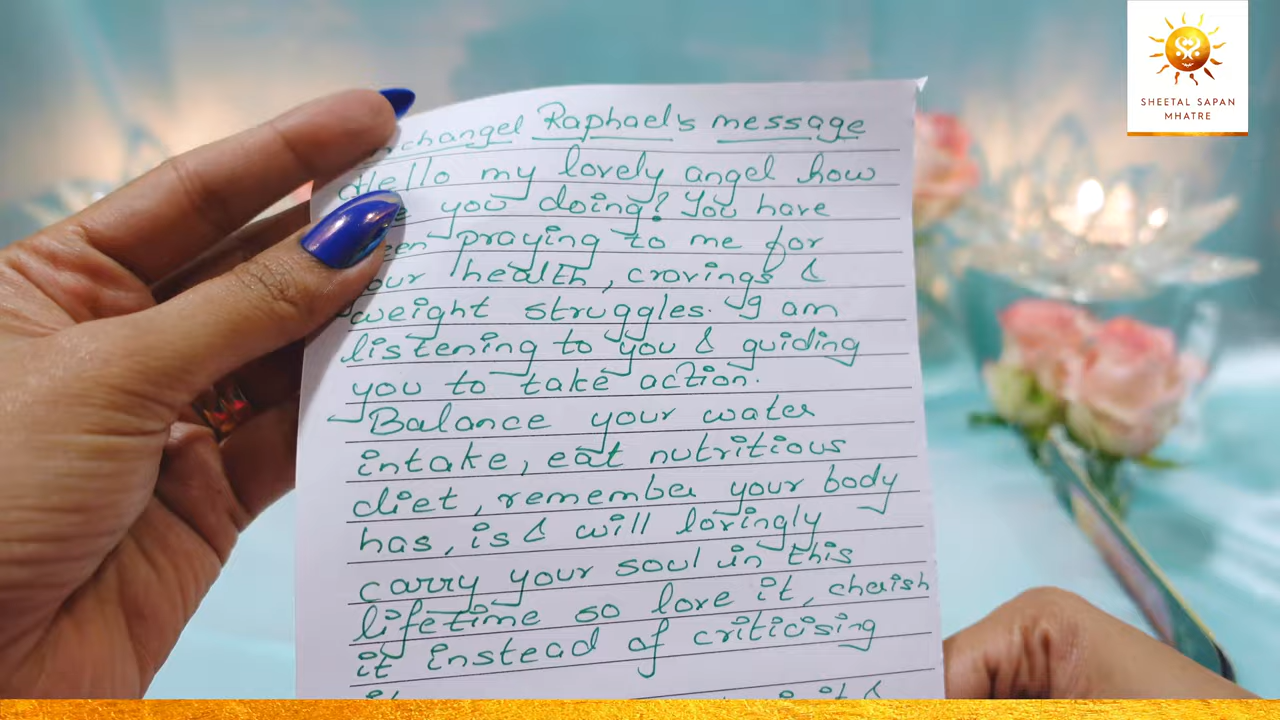 SHEETAL SAPAN
MHATRE
Raphael's message
Hello my lovely angel how
you doing? You have
praying to me for
health, cravings &
weight struggles. I am
listening to you & guiding
you to take action.
Balance your water
intake, eat nutritious
diet, remember your body
has, is & will lovingly
carry your soul in this
lifetime so love it, cherish
it instead of criticising